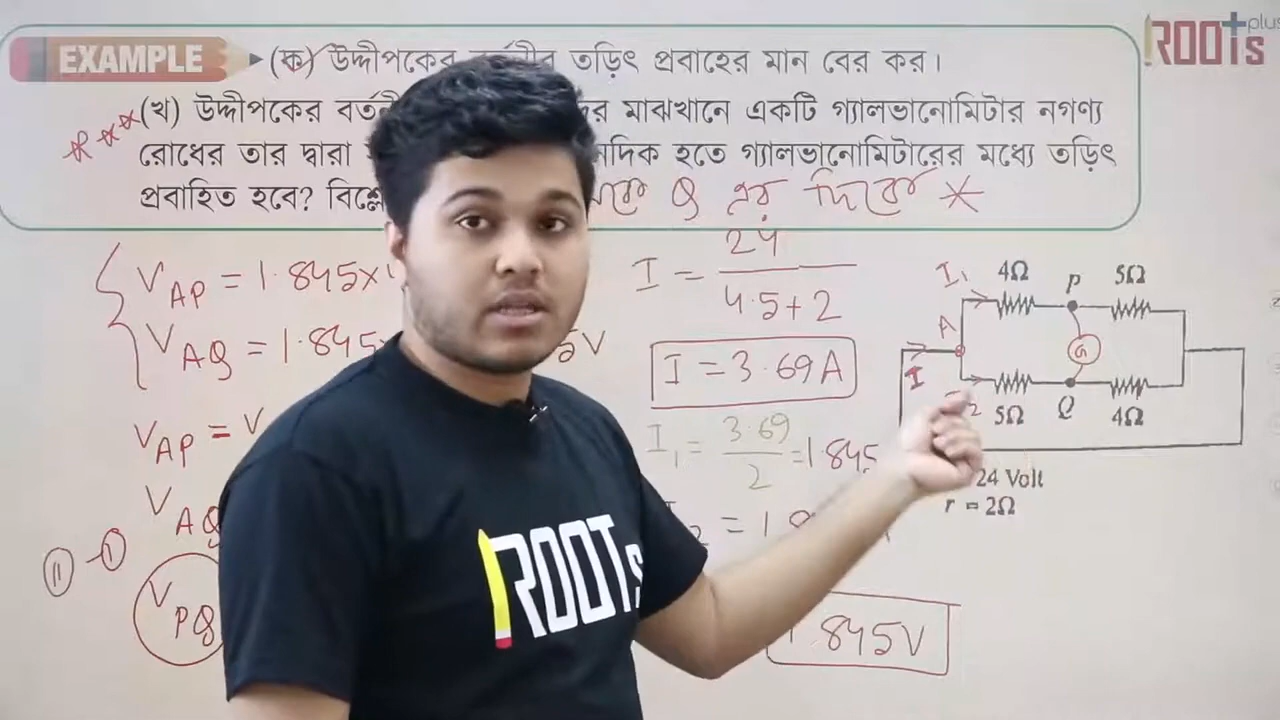 EXAMPLE
(ক) উদ্দীপকের বর্তনীর তড়িৎ প্রবাহের মান বের কর।
ROOTs plus
*** (খ) উদ্দীপকের মাঝখানে একটি গ্যালভানোমিটার নগণ্য
রোধের তার দ্বারা হতে গ্যালভানোমিটারের মধ্যে তড়িৎ
প্রবাহিত হবে? Q এর দিকে *
V_AP = 1.845×
V_AQ = 1.845
V
V_AP = V
V_AQ
(II) - (I)
V_PQ
I = 24 / 4.5+2
I = 3.69A
I₁ = 3.69 / 2 = 1.845
2 = 1.
.845V
I₁ 4Ω P 5Ω
A
G
I
2 5Ω Q 4Ω
24 Volt
r = 2Ω
ROOTs